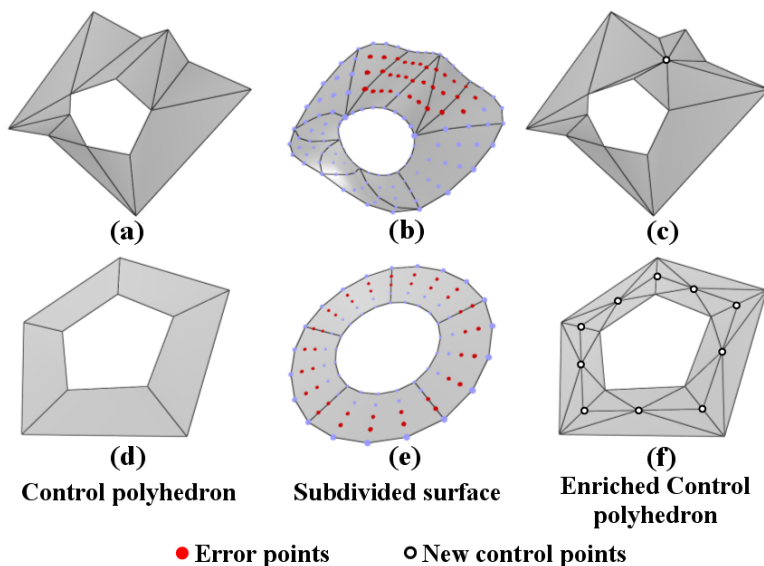 (a) (b) (c)
(d) (e) (f)
Control polyhedron Subdivided surface Enriched Control
polyhedron
Error points New control points